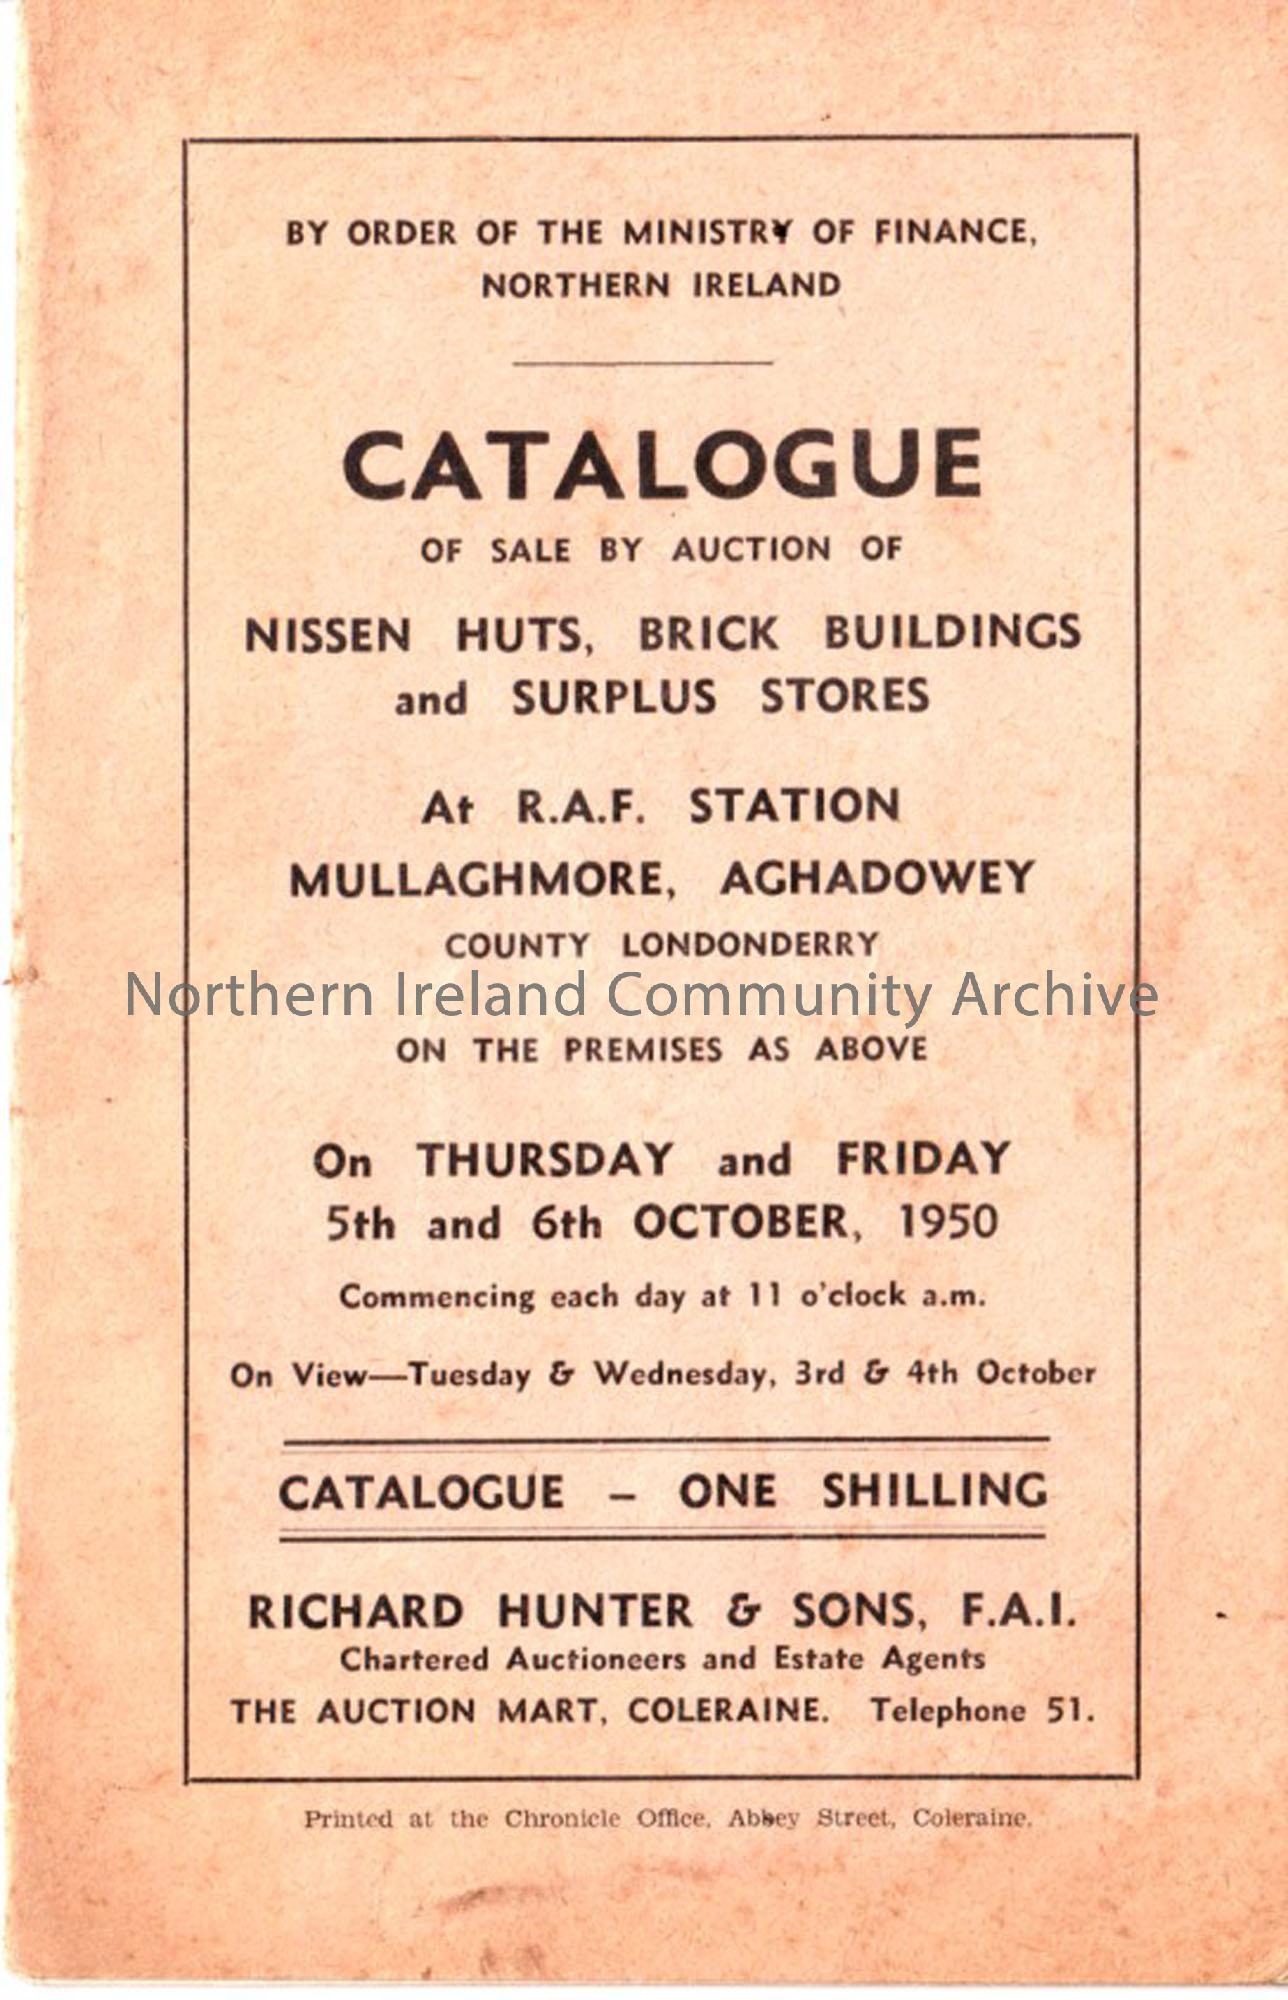 BY ORDER OF THE MINISTRY OF FINANCE,
NORTHERN IRELAND
CATALOGUE
OF SALE BY AUCTION OF
NISSEN HUTS, BRICK BUILDINGS
and SURPLUS STORES
At R.A.F. STATION
MULLAGHMORE, AGHADOWEY
COUNTY LONDONDERRY
Northern Ireland Community Archive
ON THE PREMISES AS ABOVE
On THURSDAY and FRIDAY
5th and 6th OCTOBER, 1950
Commencing each day at 11 o'clock a.m.
On View—Tuesday & Wednesday, 3rd & 4th October
CATALOGUE – ONE SHILLING
RICHARD HUNTER & SONS, F.A.I.
Chartered Auctioneers and Estate Agents
THE AUCTION MART, COLERAINE. Telephone 51.
Printed at the Chronicle Office, Abbey Street, Coleraine.